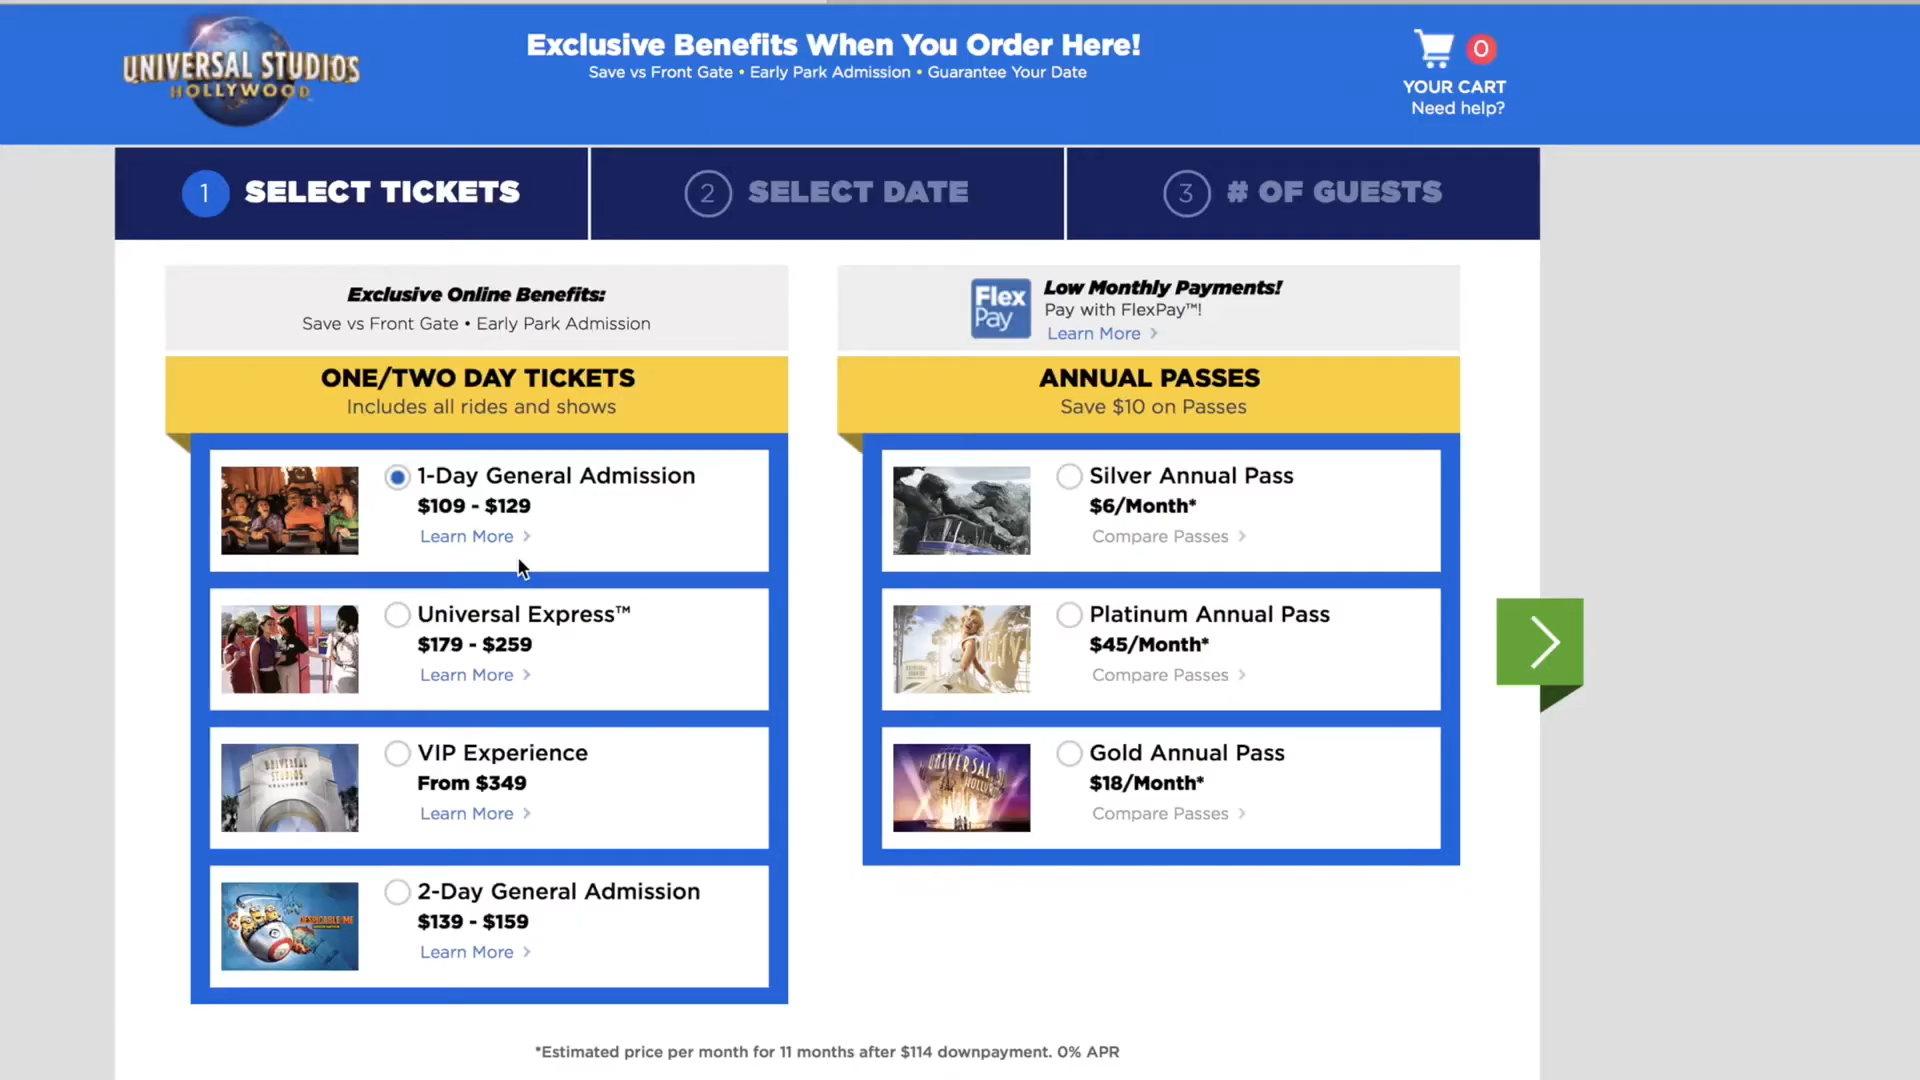 UNIVERSAL STUDIOS
HOLLYWOOD
Exclusive Benefits When You Order Here!
Save vs Front Gate • Early Park Admission • Guarantee Your Date
0
YOUR CART
Need help?
1 SELECT TICKETS
2 SELECT DATE
3 # OF GUESTS
Exclusive Online Benefits:
Save vs Front Gate • Early Park Admission
Flex
Pay
Low Monthly Payments!
Pay with FlexPay™!
Learn More >
ONE/TWO DAY TICKETS
Includes all rides and shows
1-Day General Admission
$109 - $129
Learn More >
Universal Express™
$179 - $259
Learn More >
UNIVERSAL
STUDIOS
HOLLYWOOD
VIP Experience
From $349
Learn More >
DESPICABLE ME
2-Day General Admission
$139 - $159
Learn More >
ANNUAL PASSES
Save $10 on Passes
Silver Annual Pass
$6/Month*
Compare Passes >
Platinum Annual Pass
$45/Month*
Compare Passes >
UNIVERSAL
Gold Annual Pass
$18/Month*
Compare Passes >
*Estimated price per month for 11 months after $114 downpayment. 0% APR